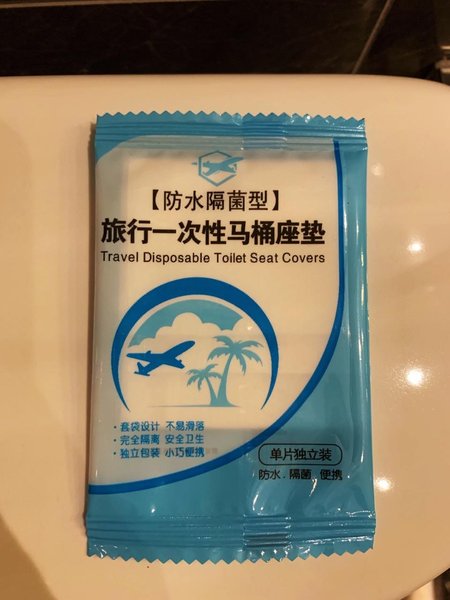 【防水隔菌型】
旅行一次性马桶座垫
Travel Disposable Toilet Seat Covers
·套袋设计 不易滑落
·完全隔离 安全卫生
·独立包装 小巧便携
单片独立装
防水.隔菌.便携